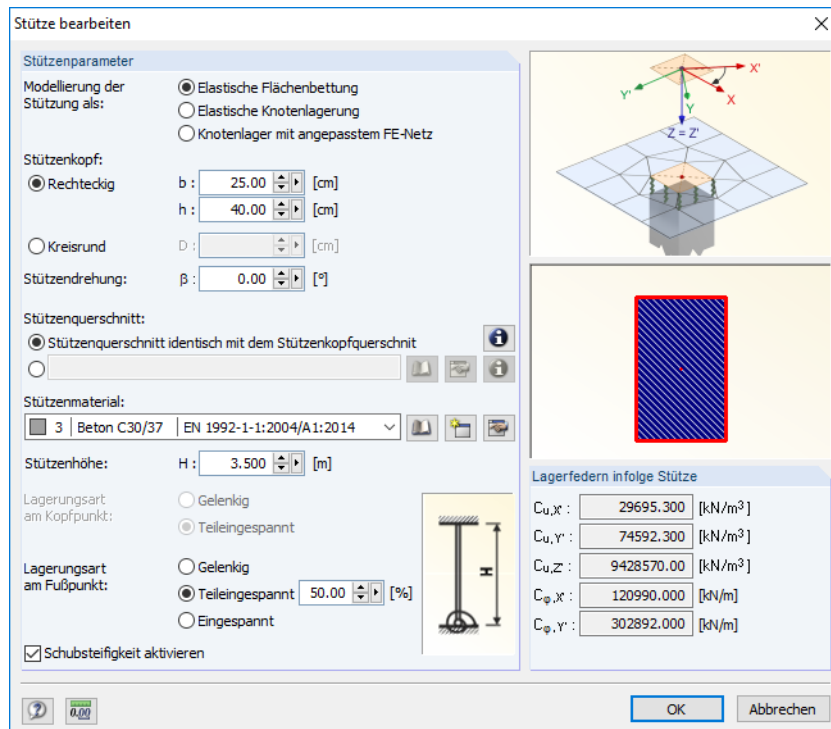 Stütze bearbeiten
Stützenparameter
Modellierung der
Stützung als:
Elastische Flächenbettung
Elastische Knotenlagerung
Knotenlager mit angepasstem FE-Netz
Stützenkopf:
Rechteckig
b : 25.00 [cm]
h : 40.00 [cm]
Kreisrund
D : [cm]
Stützendrehung:
β : 0.00 [°]
Stützenquerschnitt:
Stützenquerschnitt identisch mit dem Stützenkopfquerschnit
Stützenmaterial:
3 Beton C30/37 EN 1992-1-1:2004/A1:2014
Stützenhöhe:
H : 3.500 [m]
Lagerungsart
am Kopfpunkt:
Gelenkig
Teileingespannt
Lagerungsart
am Fußpunkt:
Gelenkig
Teileingespannt 50.00 [%]
Eingespannt
H
Schubsteifigkeit aktivieren
0.00
X'
Y'
X
Y
Z = Z'
Lagerfedern infolge Stütze
Cu,X' : 29695.300 [kN/m³]
Cu,Y' : 74592.300 [kN/m³]
Cu,Z' : 9428570.00 [kN/m³]
Cφ,X' : 120990.000 [kN/m]
Cφ,Y' : 302892.000 [kN/m]
OK
Abbrechen